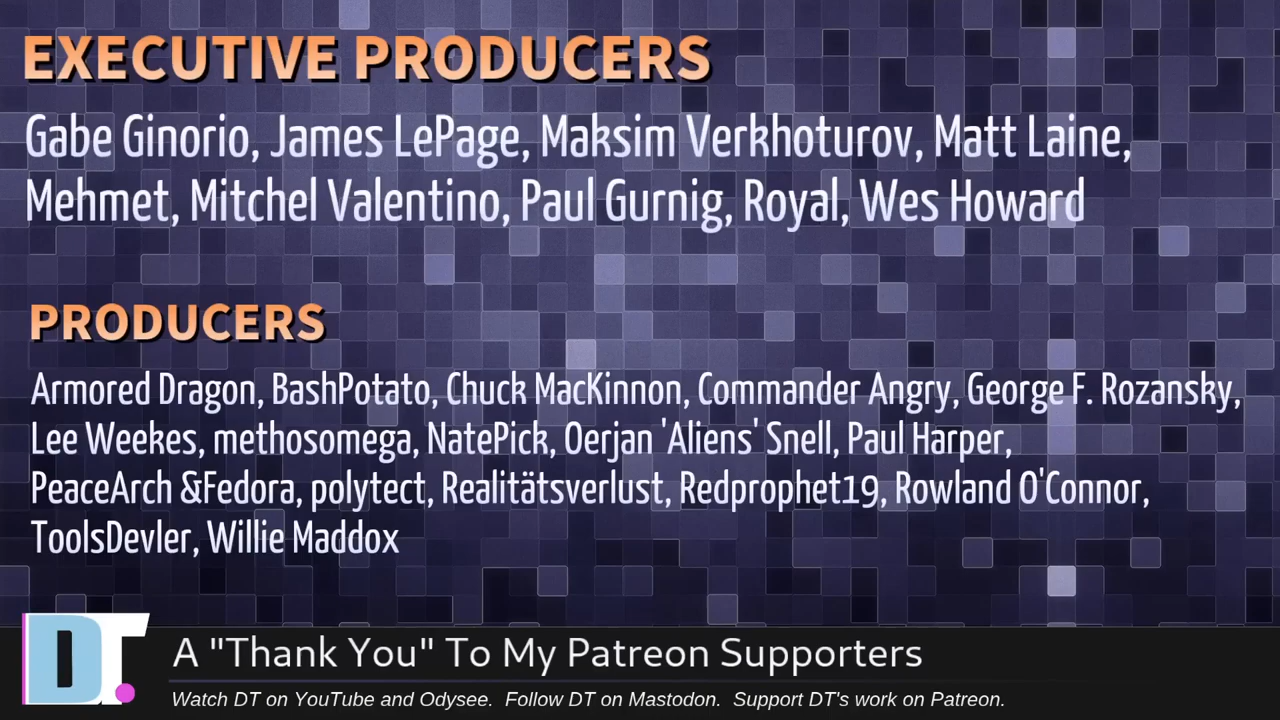 EXECUTIVE PRODUCERS
Gabe Ginorio, James LePage, Maksim Verkhoturov, Matt Laine,
Mehmet, Mitchel Valentino, Paul Gurnig, Royal, Wes Howard
PRODUCERS
Armored Dragon, BashPotato, Chuck MacKinnon, Commander Angry, George F. Rozansky,
Lee Weekes, methosomega, NatePick, Oerjan 'Aliens' Snell, Paul Harper,
PeaceArch &Fedora, polytect, Realitätsverlust, Redprophet19, Rowland O'Connor,
ToolsDevler, Willie Maddox
DT.
A "Thank You" To My Patreon Supporters
Watch DT on YouTube and Odysee.  Follow DT on Mastodon.  Support DT's work on Patreon.